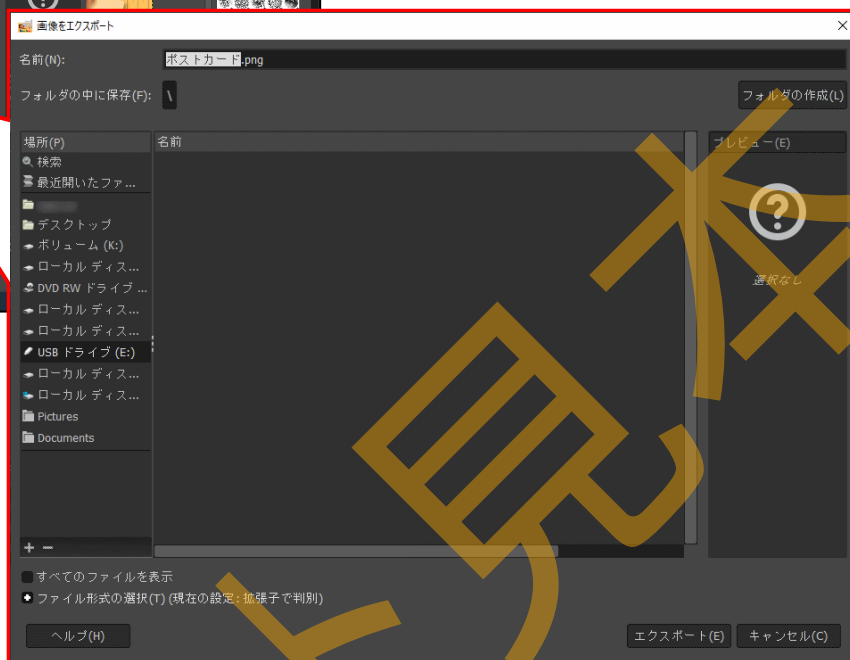 画像をエクスポート
名前(N):
ポストカード.png
フォルダの中に保存(F):
\
フォルダの作成(L)
場所(P)
名前
プレビュー(E)
検索
最近開いたファ...
デスクトップ
ボリューム (K:)
ローカル ディス...
DVD RW ドライブ ...
ローカル ディス...
ローカル ディス...
USB ドライブ (E:)
ローカル ディス...
ローカル ディス...
Pictures
Documents
選択なし
すべてのファイルを表示
ファイル形式の選択(T) (現在の設定: 拡張子で判別)
ヘルプ(H)
エクスポート(E)
キャンセル(C)